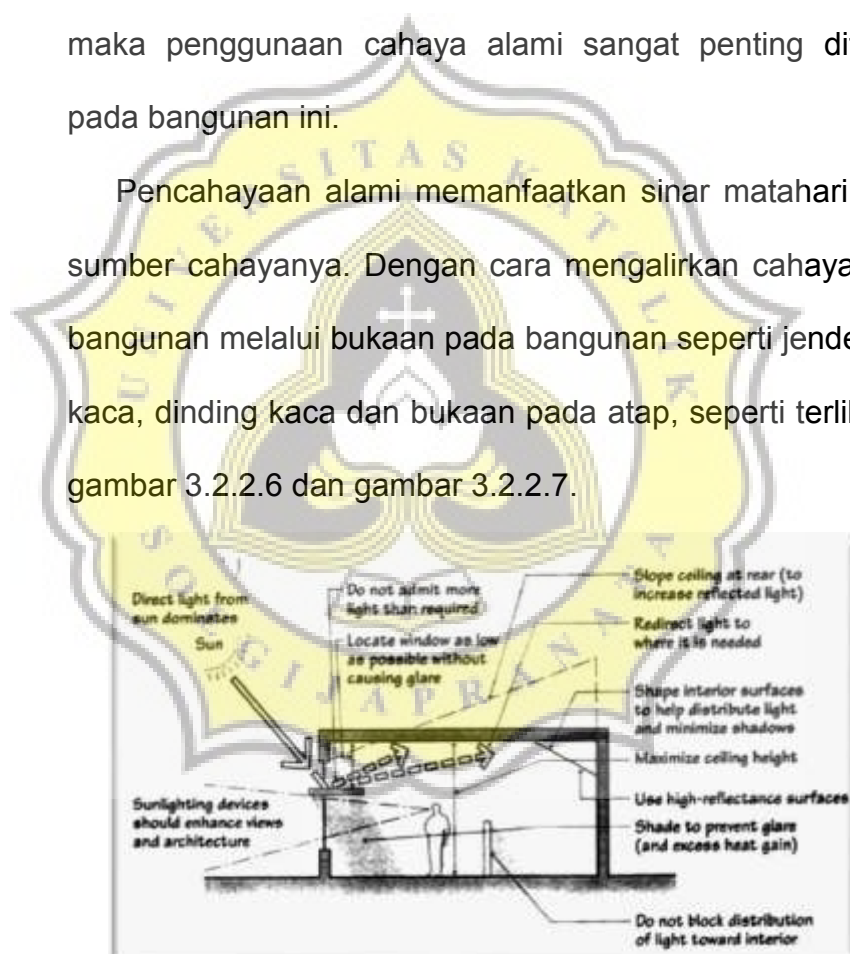 maka penggunaan cahaya alami sangat penting
pada bangunan ini.
Pencahayaan alami memanfaatkan sinar matahari
sumber cahayanya. Dengan cara mengalirkan cahaya
bangunan melalui bukaan pada bangunan seperti
kaca, dinding kaca dan bukaan pada atap, seperti
gambar 3.2.2.6 dan gambar 3.2.2.7.
UNIVERSITAS KATOLIK
SOEGIJAPRANATA
Direct light from
sun dominates
Sun
Do not admit more
light than required
Locate window as low
as possible without
causing glare
Slope ceiling at rear (to
increase reflected light)
Redirect light to
where it is needed
Shape interior surfaces
to help distribute light
and minimize shadows
Maximize ceiling height
Use high-reflectance surfaces
Shade to prevent glare
(and excess heat gain)
Sunlighting devices
should enhance views
and architecture
Do not block distribution
of light toward interior